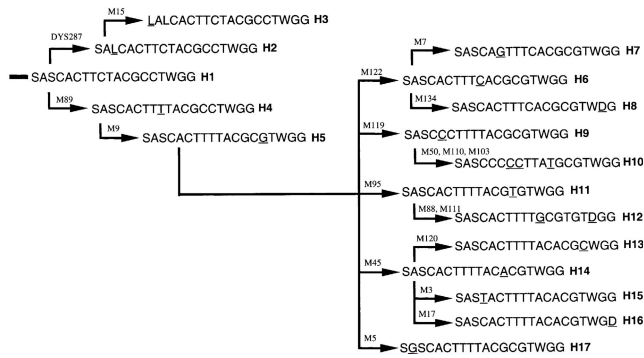 M15
LALCACTTCTACGCCTWGG H3
DYS287
SALCACTTCTACGCCTWGG H2
SASCACTTCTACGCCTWGG H1
M89
SASCACTTTTACGCCTWGG H4
M9
SASCACTTTTACGCGTWGG H5
M7
SASCAGTTTCACGCGTWGG H7
M122
SASCACTTTCACGCGTWGG H6
M134
SASCACTTTCACGCGTWDG H8
M119
SASCCCTTTTACGCGTWGG H9
M50, M110, M103
SASCCCCCTTATGCGTWGG H10
M95
SASCACTTTTACGTGTWGG H11
M88, M111
SASCACTTTTGCGTGTDGG H12
M120
SASCACTTTTACACGCWGG H13
M45
SASCACTTTTACACGTWGG H14
M3
SASTACTTTTACACGTWGG H15
M17
SASCACTTTTACACGTWGD H16
M5
SGSCACTTTTACGCGTWGG H17